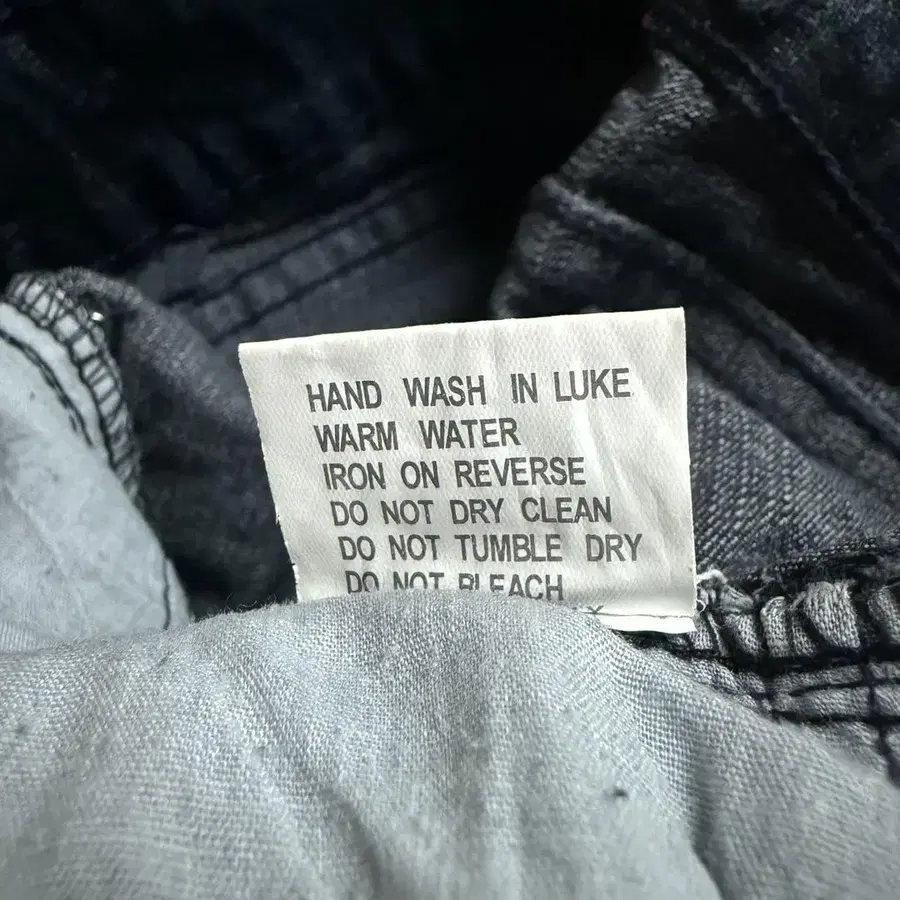 HAND WASH IN LUKE
WARM WATER
IRON ON REVERSE
DO NOT DRY CLEAN
DO NOT TUMBLE DRY
DO NOT BLEACH